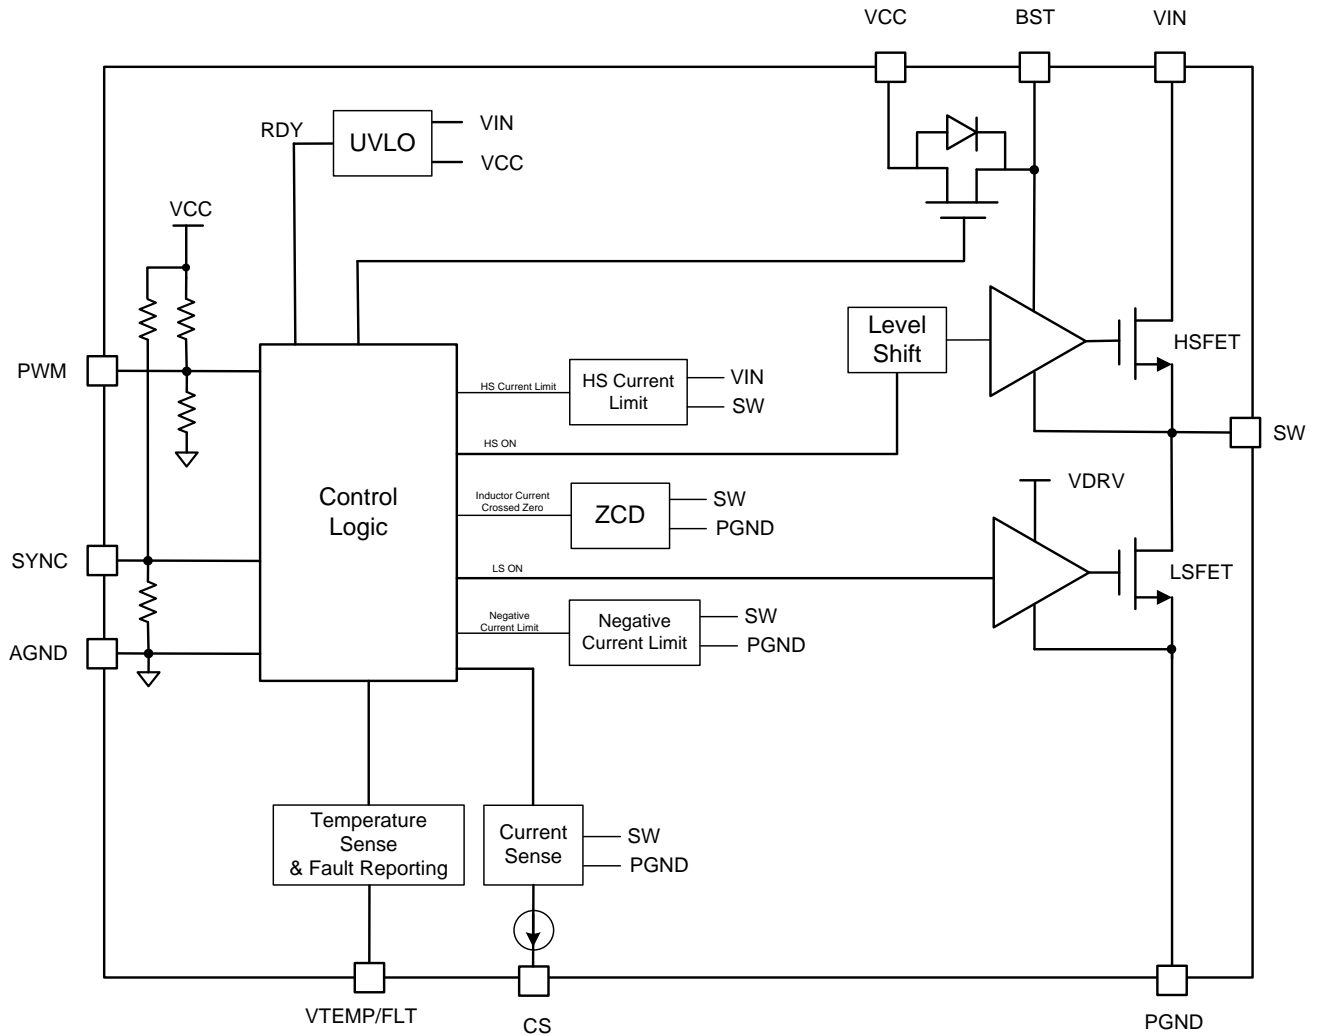 VCC
BST
VIN
RDY
UVLO
VIN
VCC
VCC
PWM
SYNC
AGND
Control
Logic
HS Current Limit
HS Current
Limit
VIN
SW
HS ON
Level
Shift
HSFET
SW
Inductor Current
Crossed Zero
ZCD
SW
PGND
VDRV
LS ON
LSFET
Negative
Current Limit
Negative
Current Limit
SW
PGND
Temperature
Sense
& Fault Reporting
Current
Sense
SW
PGND
VTEMP/FLT
CS
PGND